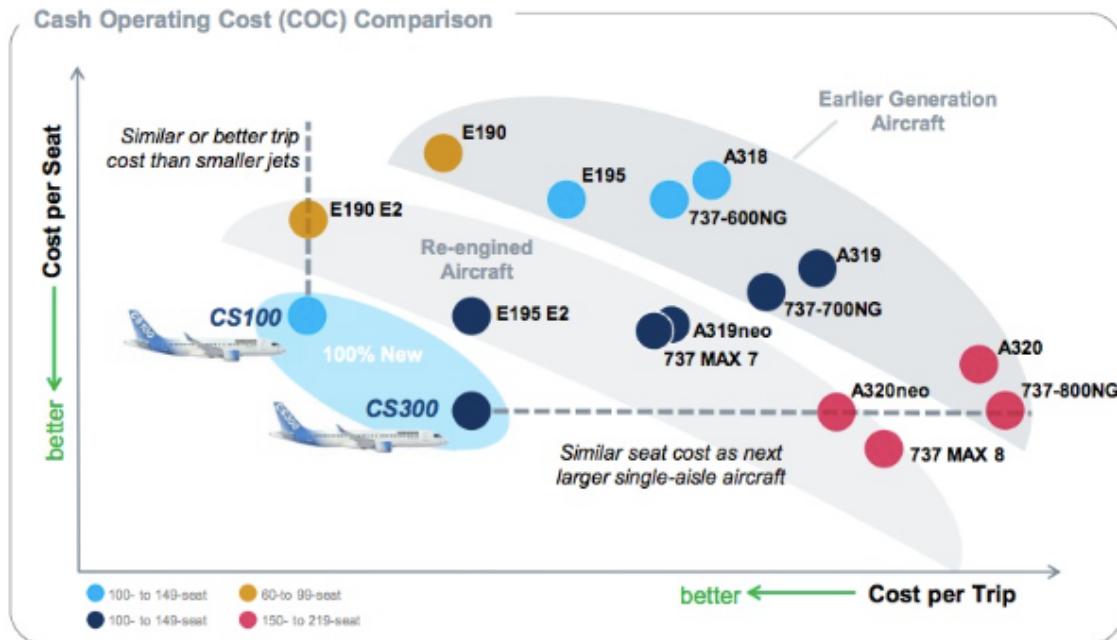 Cash Operating Cost (COC) Comparison
Cost per Seat
better
Similar or better trip
cost than smaller jets
Earlier Generation
Aircraft
E190
A318
E195
737-600NG
E190 E2
Re-engined
Aircraft
A319
737-700NG
CS100
CS100
E195 E2
A319neo
737 MAX 7
100% New
A320
A320neo
737-800NG
CS300
CS300
737 MAX 8
Similar seat cost as next
larger single-aisle aircraft
100- to 149-seat
60-to 99-seat
100- to 149-seat
150- to 219-seat
better
Cost per Trip